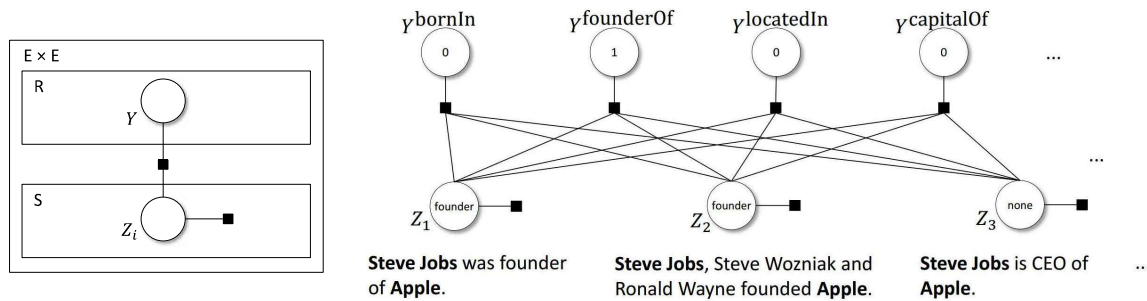 E × E
R
Y
S
Z_i
Y^bornIn
Y^founderOf
Y^locatedIn
Y^capitalOf
0
1
0
0
...
...
founder
founder
none
Z_1
Z_2
Z_3
Steve Jobs was founder
of Apple.
Steve Jobs, Steve Wozniak and
Ronald Wayne founded Apple.
Steve Jobs is CEO of
Apple.
..